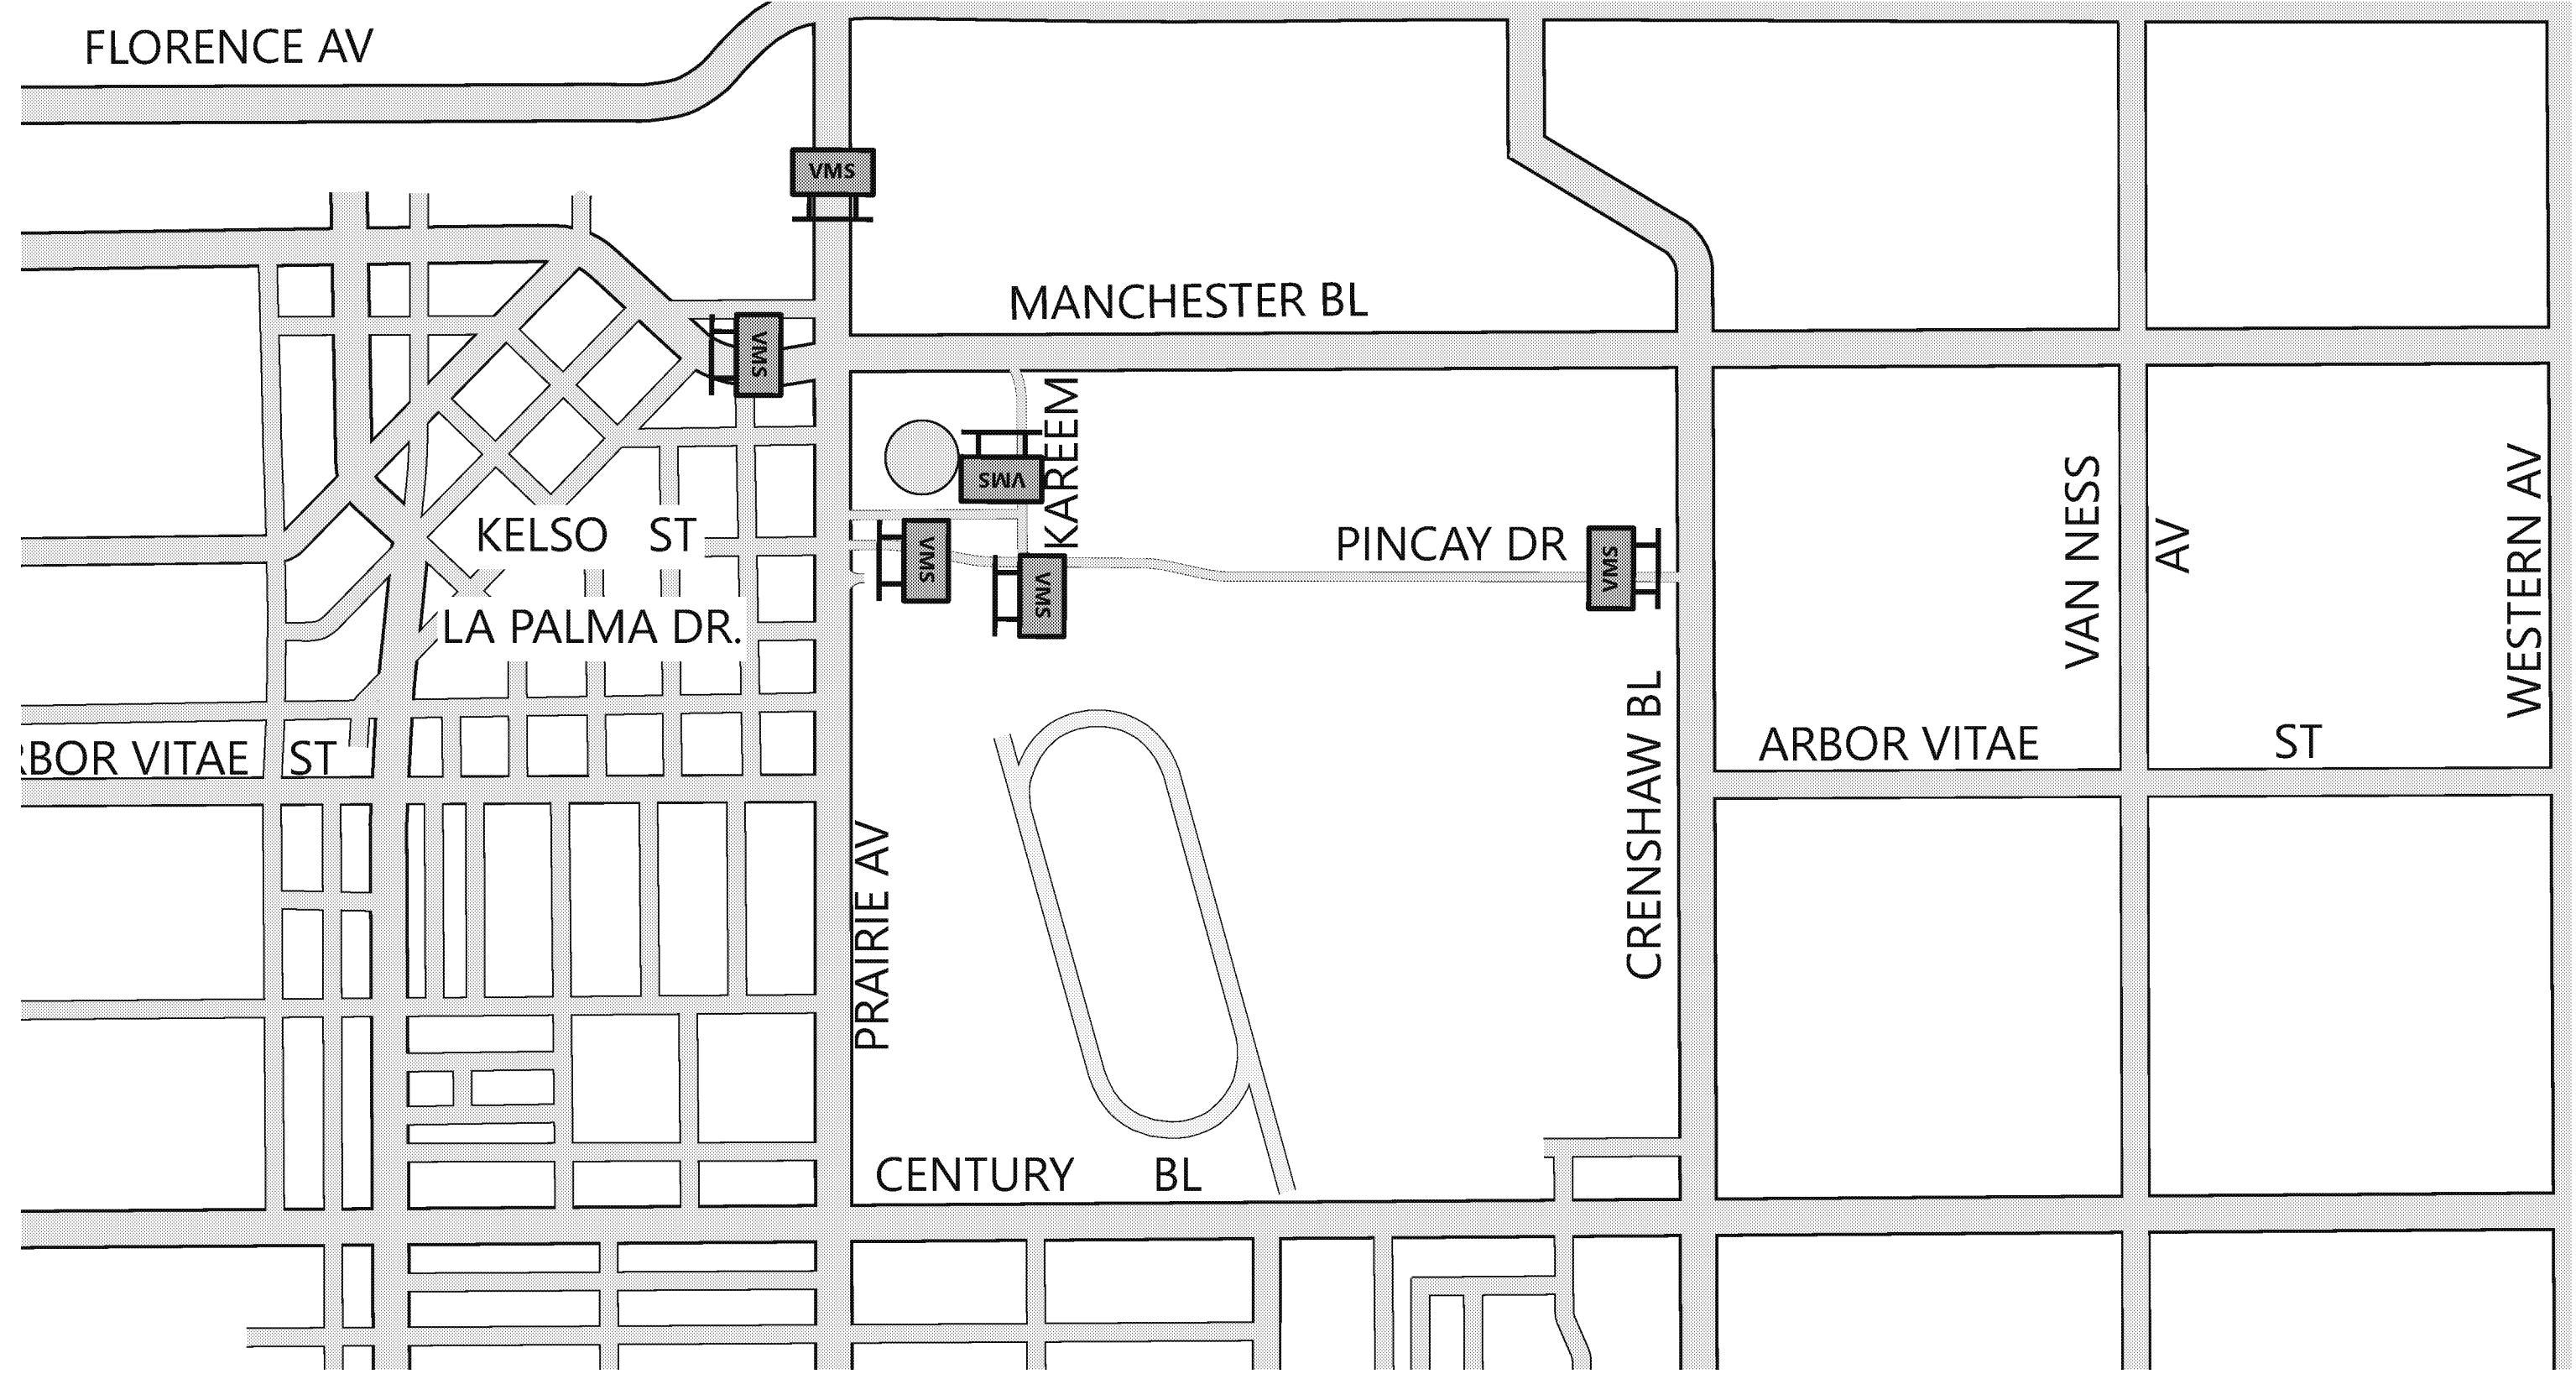 FLORENCE AV
VMS
MANCHESTER BL
VMS
KAREEM
VMS
KELSO ST
VMS
VMS
PINCAY DR
VMS
VAN NESS
AV
WESTERN AV
LA PALMA DR.
RBOR VITAE ST
ARBOR VITAE ST
CRENSHAW BL
PRAIRIE AV
CENTURY BL